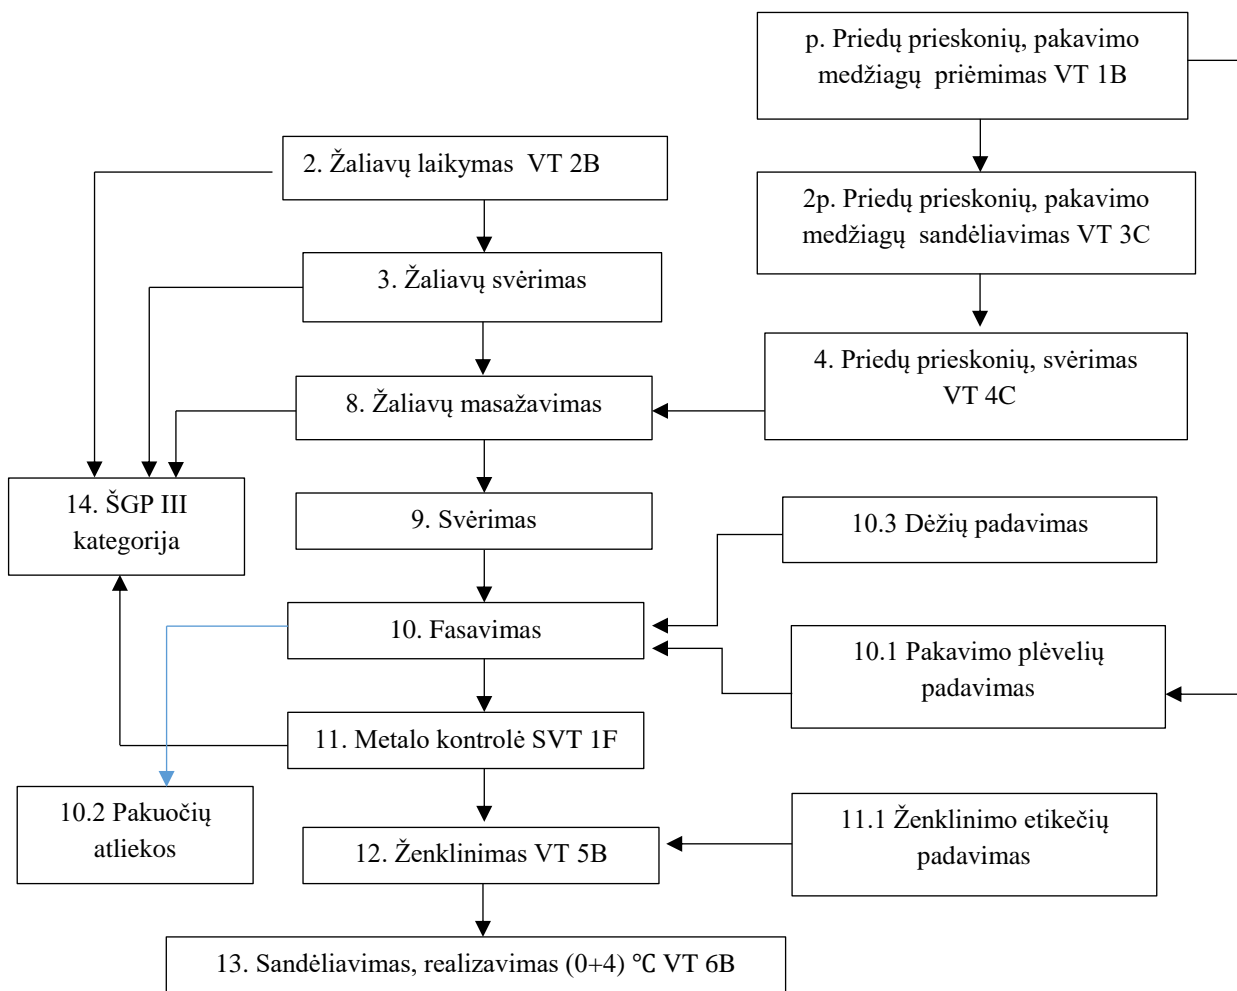 p. Priedų prieskonių, pakavimo
medžiagų priėmimas VT 1B
2. Žaliavų laikymas VT 2B
2p. Priedų prieskonių, pakavimo
medžiagų sandėliavimas VT 3C
3. Žaliavų svėrimas
4. Priedų prieskonių, svėrimas
VT 4C
8. Žaliavų masažavimas
14. ŠGP III
kategorija
9. Svėrimas
10.3 Dėžių padavimas
10. Fasavimas
10.1 Pakavimo plėvelių
padavimas
11. Metalo kontrolė SVT 1F
10.2 Pakuočių
atliekos
11.1 Ženklinimo etikečių
padavimas
12. Ženklinimas VT 5B
13. Sandėliavimas, realizavimas (0+4) ℃ VT 6B